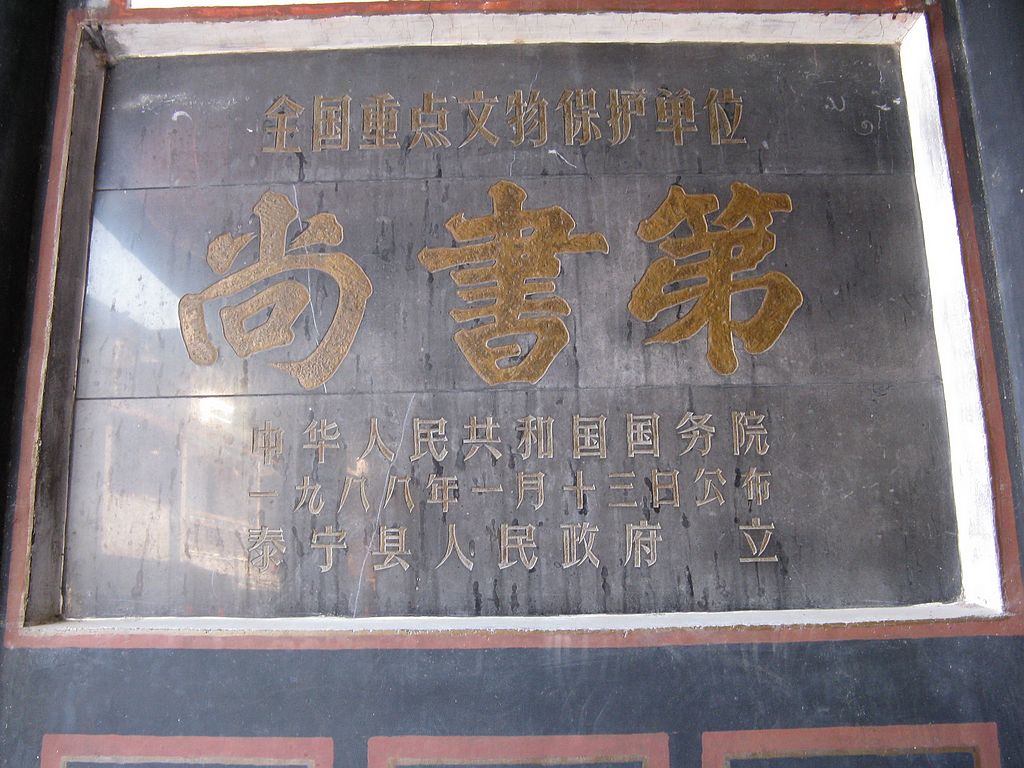 全国重点文物保护单位
尚書第
中华人民共和国国务院
一九八八年一月十三日公布
泰宁县人民政府 立